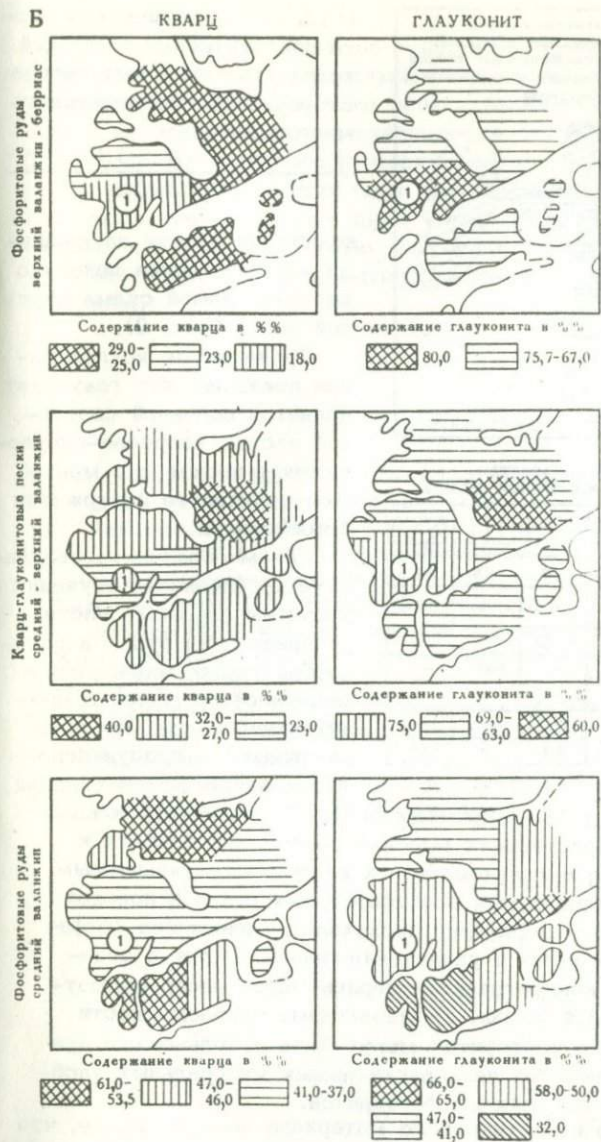 Б
КВАРЦ
ГЛАУКОНИТ
Фосфоритовые руды
верхний валанжин - берриас
1
1
Содержание кварца в %%
29,0-
25,0
23,0
18,0
Содержание глауконита в %%
80,0
75,7-67,0
Кварц-глауконитовые пески
средний - верхний валанжин
1
1
Содержание кварца в %%
40,0
32,0-
27,0
23,0
Содержание глауконита в %%
75,0
69,0-
63,0
60,0
Фосфоритовые руды
средний валанжин
1
1
Содержание кварца в %%
61,0-
53,5
47,0-
46,0
41,0-37,0
Содержание глауконита в %%
66,0-
65,0
58,0-50,0
47,0-
41,0
32,0